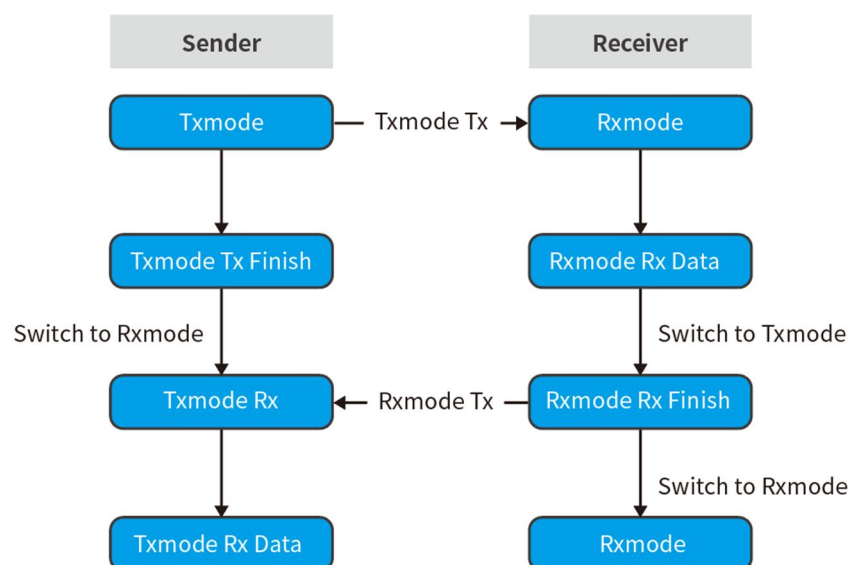 Sender
Receiver
Txmode
Txmode Tx
Rxmode
Txmode Tx Finish
Rxmode Rx Data
Switch to Rxmode
Switch to Txmode
Txmode Rx
Rxmode Tx
Rxmode Rx Finish
Switch to Rxmode
Txmode Rx Data
Rxmode